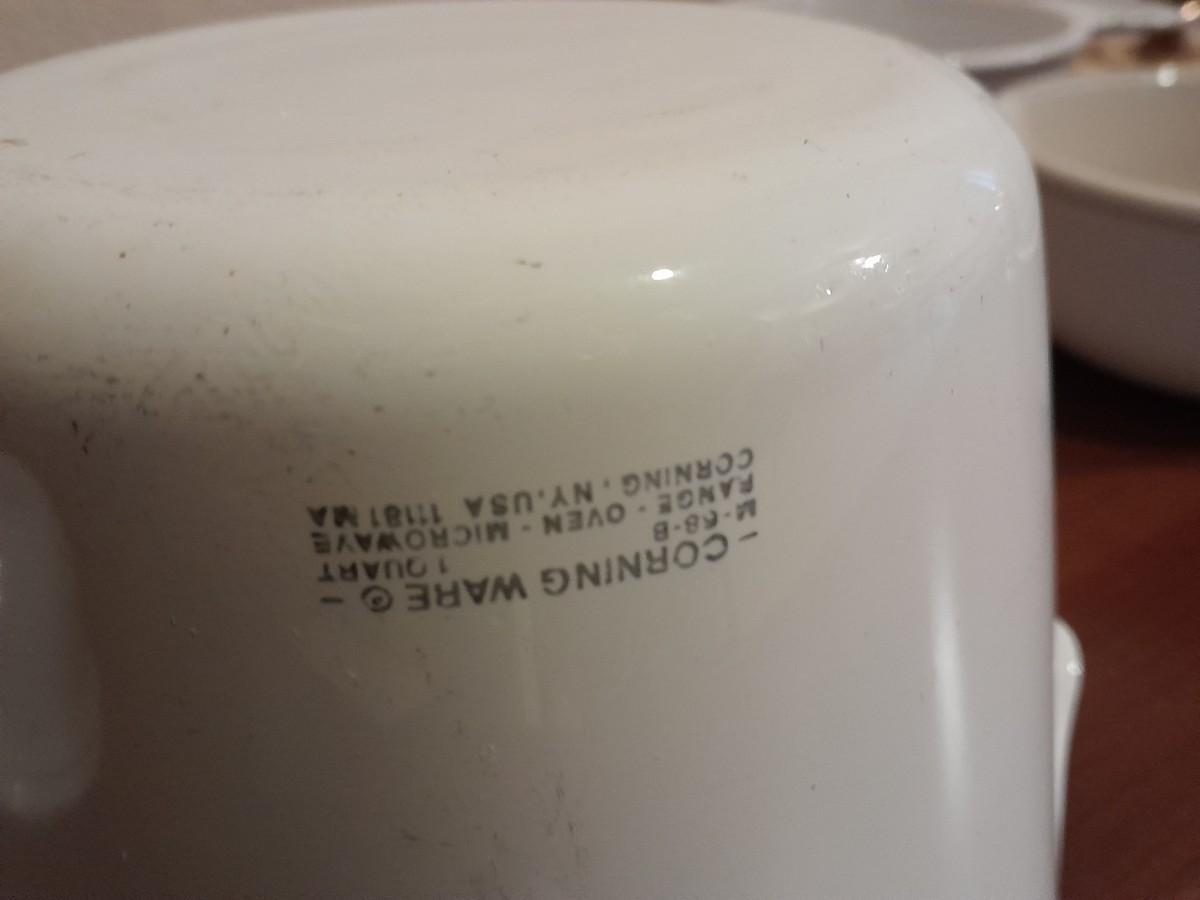 - CORNING WARE ® -
M-68-B 1 QUART
RANGE - OVEN - MICROWAVE
CORNING, NY. USA 11181 MA